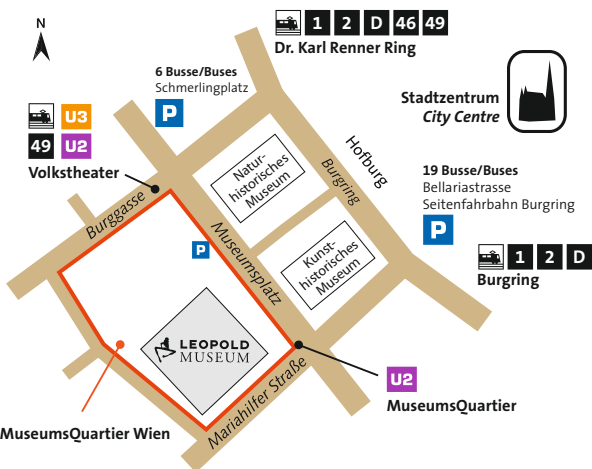 N
1 2 D 46 49
Dr. Karl Renner Ring
6 Busse/Buses
Schmerlingplatz
P
Stadtzentrum
City Centre
U3
49 U2
Volkstheater
Natur-
historisches
Museum
Hofburg
Burgring
19 Busse/Buses
Bellariastrasse
Seitenfahrbahn Burgring
P
Burggasse
Museumsplatz
P
Kunst-
historisches
Museum
1 2 D
Burgring
LEOPOLD
MUSEUM
Mariahilfer Straße
U2
MuseumsQuartier
MuseumsQuartier Wien